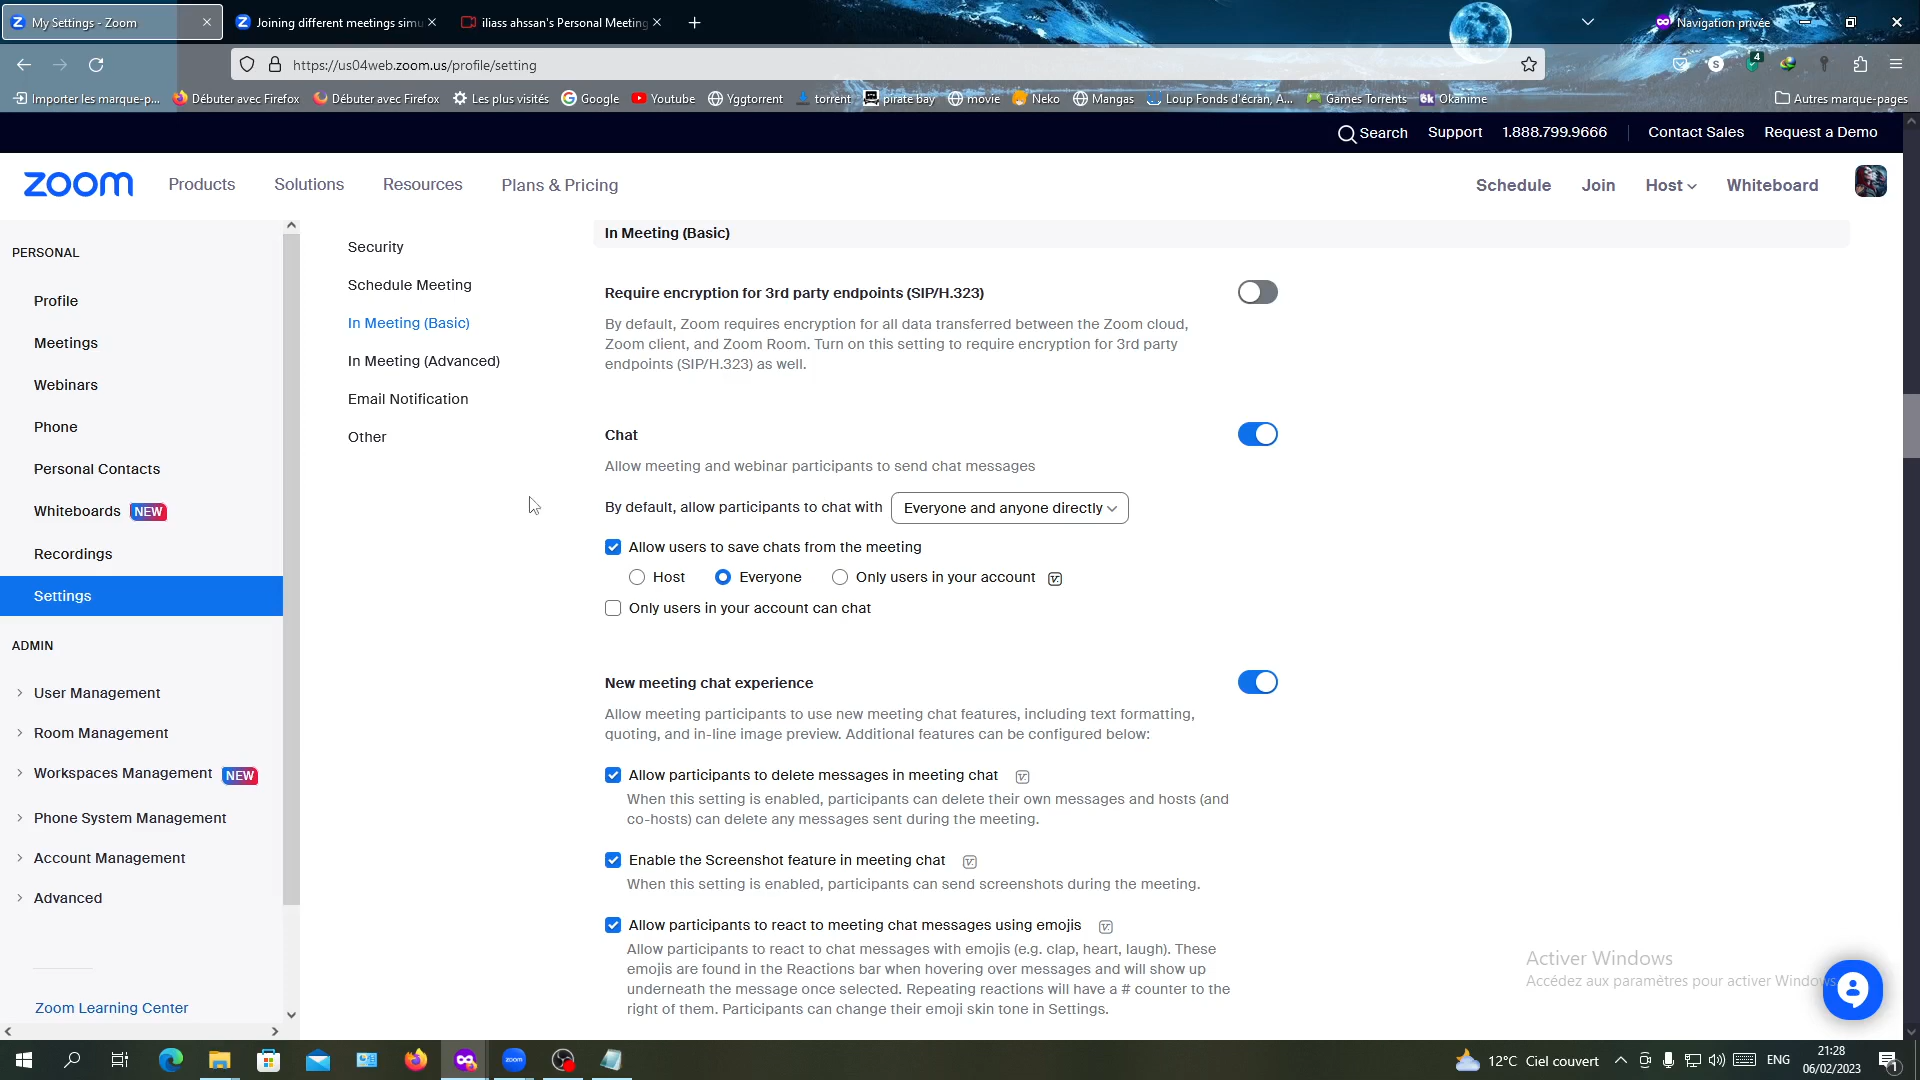 My Settings - Zoom
Joining different meetings simu
iliass ahssan's Personal Meeting
Navigation privée
https://us04web.zoom.us/profile/setting
4
Importer les marque-p...
Débuter avec Firefox
Débuter avec Firefox
Les plus visités
Google
Youtube
Yggtorrent
torrent
pirate bay
movie
Neko
Mangas
Loup Fonds d'écran, A...
Games Torrents
Okanime
Autres marque-pages
Search
Support
1.888.799.9666
Contact Sales
Request a Demo
zoom
Products
Solutions
Resources
Plans & Pricing
Schedule
Join
Host
Whiteboard
PERSONAL
Profile
Meetings
Webinars
Phone
Personal Contacts
Whiteboards NEW
Recordings
Settings
ADMIN
User Management
Room Management
Workspaces Management NEW
Phone System Management
Account Management
Advanced
Zoom Learning Center
Security
Schedule Meeting
In Meeting (Basic)
In Meeting (Advanced)
Email Notification
Other
In Meeting (Basic)
Require encryption for 3rd party endpoints (SIP/H.323)
By default, Zoom requires encryption for all data transferred between the Zoom cloud,
Zoom client, and Zoom Room. Turn on this setting to require encryption for 3rd party
endpoints (SIP/H.323) as well.
Chat
Allow meeting and webinar participants to send chat messages
By default, allow participants to chat with Everyone and anyone directly
Allow users to save chats from the meeting
Host
Everyone
Only users in your account
Only users in your account can chat
New meeting chat experience
Allow meeting participants to use new meeting chat features, including text formatting,
quoting, and in-line image preview. Additional features can be configured below:
Allow participants to delete messages in meeting chat
When this setting is enabled, participants can delete their own messages and hosts (and
co-hosts) can delete any messages sent during the meeting.
Enable the Screenshot feature in meeting chat
When this setting is enabled, participants can send screenshots during the meeting.
Allow participants to react to meeting chat messages using emojis
Allow participants to react to chat messages with emojis (e.g. clap, heart, laugh). These
emojis are found in the Reactions bar when hovering over messages and will show up
underneath the message once selected. Repeating reactions will have a # counter to the
right of them. Participants can change their emoji skin tone in Settings.
Activer Windows
Accédez aux paramètres pour activer Windows.
zoom
12°C Ciel couvert
ENG
21:28
06/02/2023
1